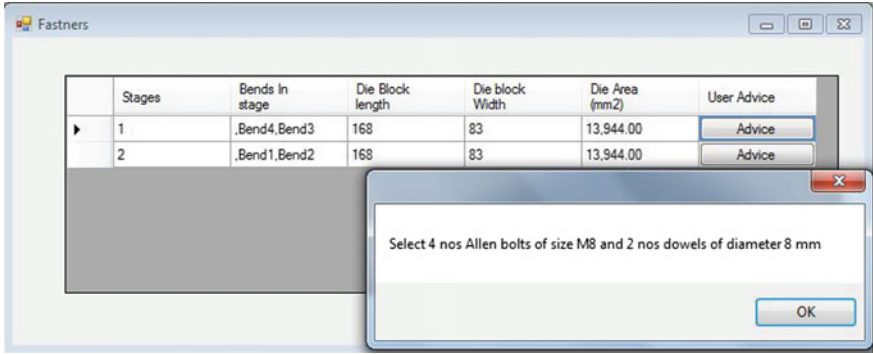 Fastners
Stages Bends In stage Die Block length Die block Width Die Area (mm2) User Advice
1 ,Bend4,Bend3 168 83 13,944.00 Advice
2 ,Bend1,Bend2 168 83 13,944.00 Advice
Select 4 nos Allen bolts of size M8 and 2 nos dowels of diameter 8 mm
OK